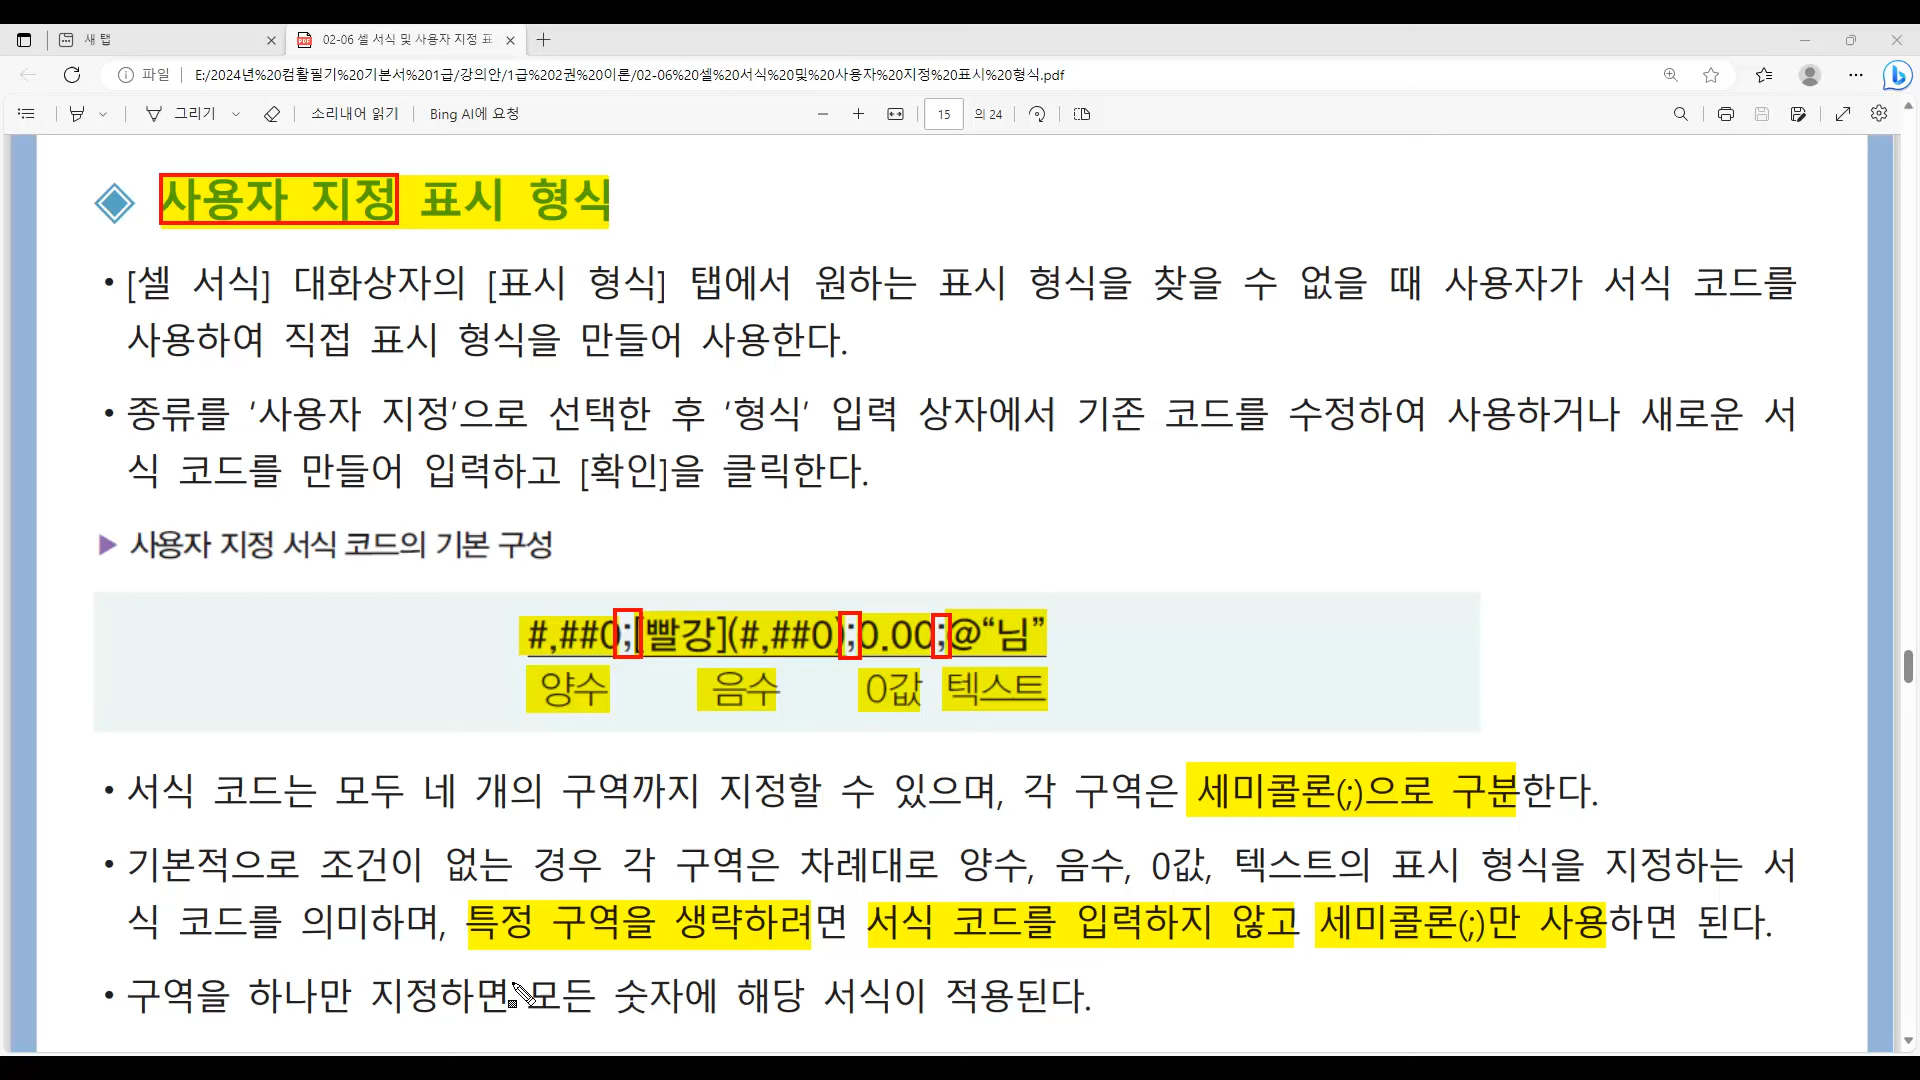 새 탭
02-06 셀 서식 및 사용자 지정 표
파일
E:/2024년%20컴활필기%20기본서%201급/강의안/1급%202권%20이론/02-06%20셀%20서식%20및%20사용자%20지정%20표시%20형식.pdf
그리기
소리내어 읽기
Bing AI에 요청
15 의 24
사용자 지정 표시 형식
• [셀 서식] 대화상자의 [표시 형식] 탭에서 원하는 표시 형식을 찾을 수 없을 때 사용자가 서식 코드를
사용하여 직접 표시 형식을 만들어 사용한다.
• 종류를 '사용자 지정'으로 선택한 후 '형식' 입력 상자에서 기존 코드를 수정하여 사용하거나 새로운 서
식 코드를 만들어 입력하고 [확인]을 클릭한다.
▶ 사용자 지정 서식 코드의 기본 구성
#,##0;[빨강](#,##0);0.00;@“님”
양수 음수 0값 텍스트
• 서식 코드는 모두 네 개의 구역까지 지정할 수 있으며, 각 구역은 세미콜론(;)으로 구분한다.
• 기본적으로 조건이 없는 경우 각 구역은 차례대로 양수, 음수, 0값, 텍스트의 표시 형식을 지정하는 서
식 코드를 의미하며, 특정 구역을 생략하려면 서식 코드를 입력하지 않고 세미콜론(;)만 사용하면 된다.
• 구역을 하나만 지정하면 모든 숫자에 해당 서식이 적용된다.